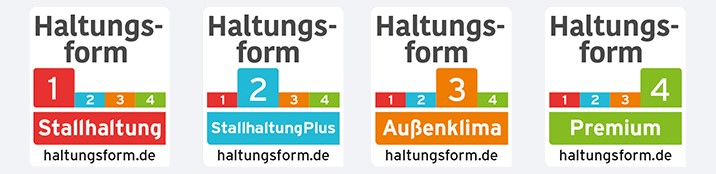 Haltungs-
form
1 2 3 4
Stallhaltung
haltungsform.de
Haltungs-
form
1 2 3 4
StallhaltungPlus
haltungsform.de
Haltungs-
form
1 2 3 4
Außenklima
haltungsform.de
Haltungs-
form
1 2 3 4
Premium
haltungsform.de